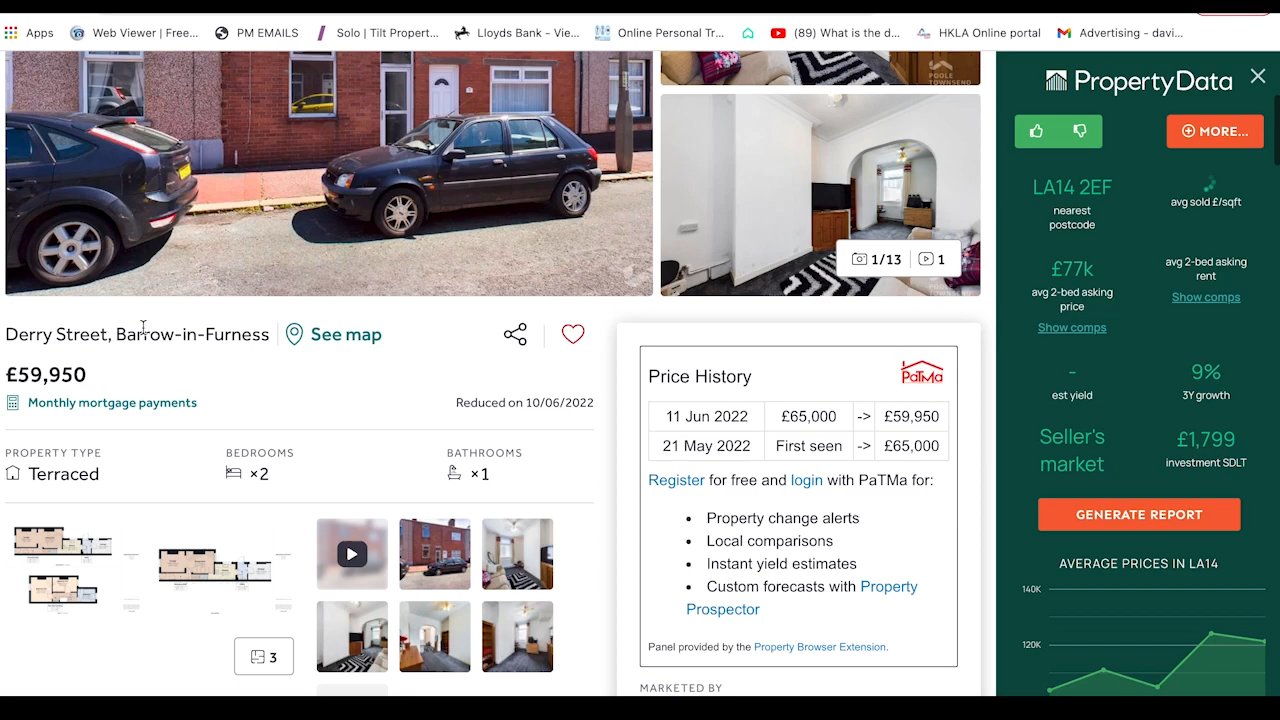 Apps Web Viewer | Free... PM EMAILS Solo | Tilt Propert... Lloyds Bank - Vie... Online Personal Tr... (89) What is the d... HKLA Online portal Advertising - davi...
POOLE
TOWNSEND
1/13 1
Derry Street, Barrow-in-Furness See map
£59,950
Monthly mortgage payments Reduced on 10/06/2022
PROPERTY TYPE BEDROOMS BATHROOMS
Terraced ×2 ×1
3
Price History PaTMa
11 Jun 2022 £65,000 -> £59,950
21 May 2022 First seen -> £65,000
Register for free and login with PaTMa for:
• Property change alerts
• Local comparisons
• Instant yield estimates
• Custom forecasts with Property
Prospector
Panel provided by the Property Browser Extension.
MARKETED BY
PropertyData
MORE...
LA14 2EF
nearest
postcode
avg sold £/sqft
£77k
avg 2-bed asking
price
Show comps
avg 2-bed asking
rent
Show comps
-
est yield
9%
3Y growth
Seller's
market
£1,799
investment SDLT
GENERATE REPORT
AVERAGE PRICES IN LA14
140K
120K